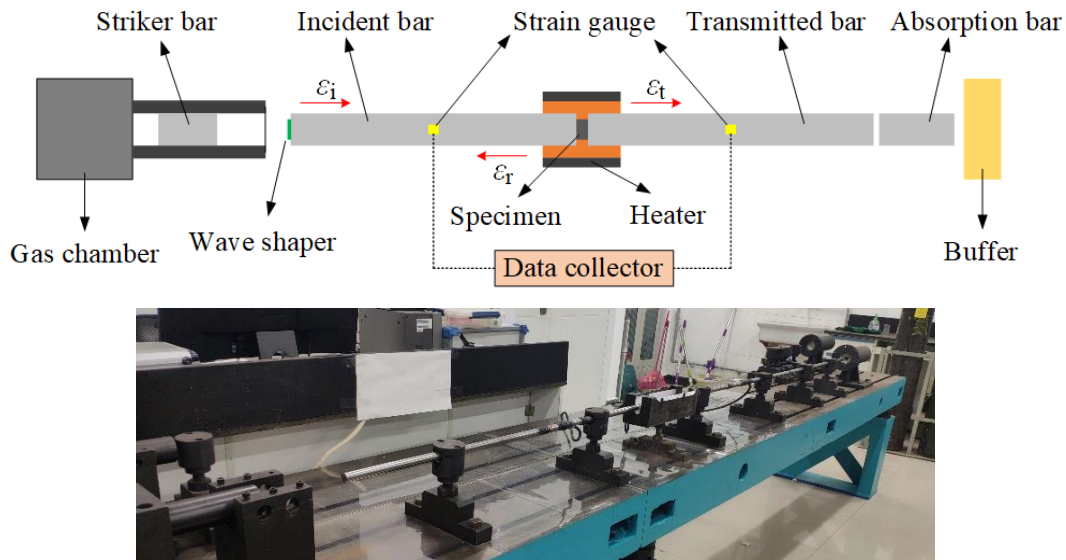 Striker bar
Incident bar
Strain gauge
Transmitted bar
Absorption bar
εi
εt
εr
Specimen
Heater
Wave shaper
Gas chamber
Data collector
Buffer